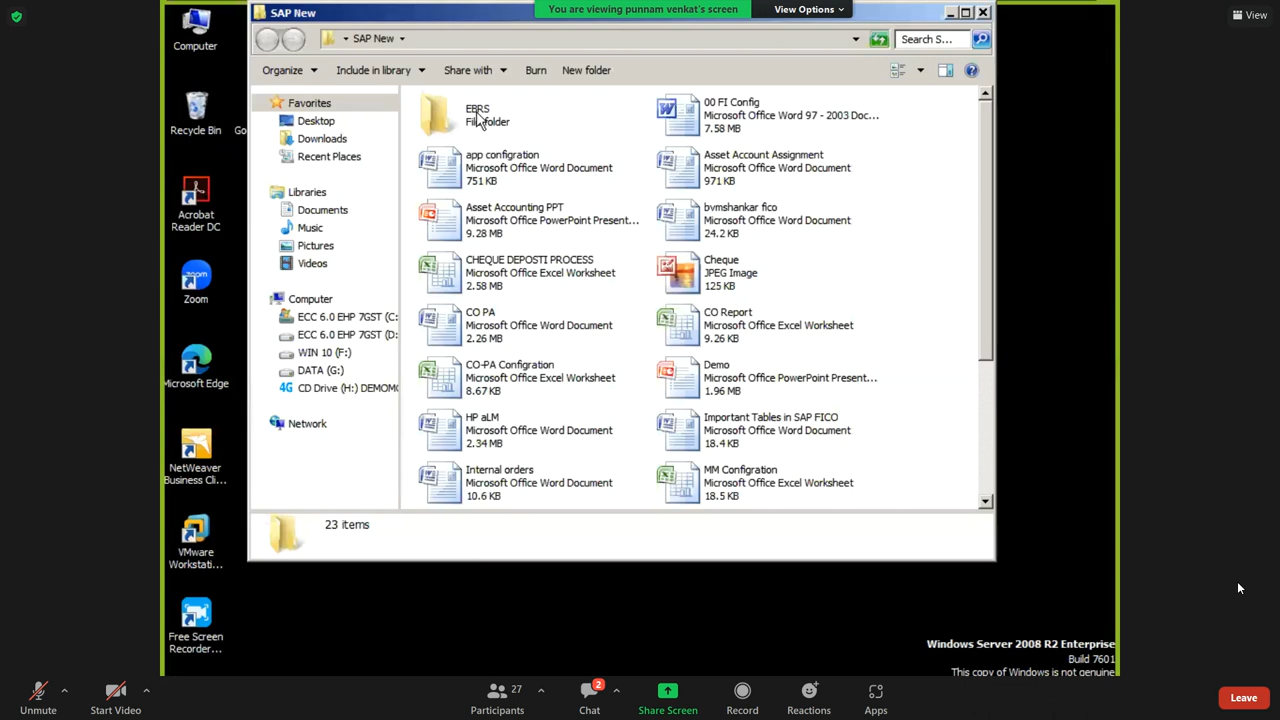 You are viewing punnam venkat's screen
View Options
View
SAP New
SAP New
Search S...
Organize
Include in library
Share with
Burn
New folder
Computer
Recycle Bin
Go
Acrobat
Reader DC
Zoom
Microsoft Edge
NetWeaver
Business Cli...
VMware
Workstati...
Free Screen
Recorder...
Favorites
Desktop
Downloads
Recent Places
Libraries
Documents
Music
Pictures
Videos
Computer
ECC 6.0 EHP 7GST (C:
ECC 6.0 EHP 7GST (D:
WIN 10 (F:)
DATA (G:)
CD Drive (H:) DEMOMO
Network
EBRS
File folder
00 FI Config
Microsoft Office Word 97 - 2003 Doc...
7.58 MB
app configration
Microsoft Office Word Document
751 KB
Asset Account Assignment
Microsoft Office Word Document
971 KB
Asset Accounting PPT
Microsoft Office PowerPoint Present...
9.28 MB
bvmshankar fico
Microsoft Office Word Document
24.2 KB
CHEQUE DEPOSTI PROCESS
Microsoft Office Excel Worksheet
2.58 MB
Cheque
JPEG Image
125 KB
CO PA
Microsoft Office Word Document
2.26 MB
CO Report
Microsoft Office Excel Worksheet
9.26 KB
CO-PA Configration
Microsoft Office Excel Worksheet
8.67 KB
Demo
Microsoft Office PowerPoint Present...
1.96 MB
HP aLM
Microsoft Office Word Document
2.34 MB
Important Tables in SAP FICO
Microsoft Office Word Document
18.4 KB
Internal orders
Microsoft Office Word Document
10.6 KB
MM Configration
Microsoft Office Excel Worksheet
18.5 KB
23 items
Windows Server 2008 R2 Enterprise
Build 7601
This copy of Windows is not genuine
Unmute
Start Video
27
Participants
2
Chat
Share Screen
Record
Reactions
Apps
Leave